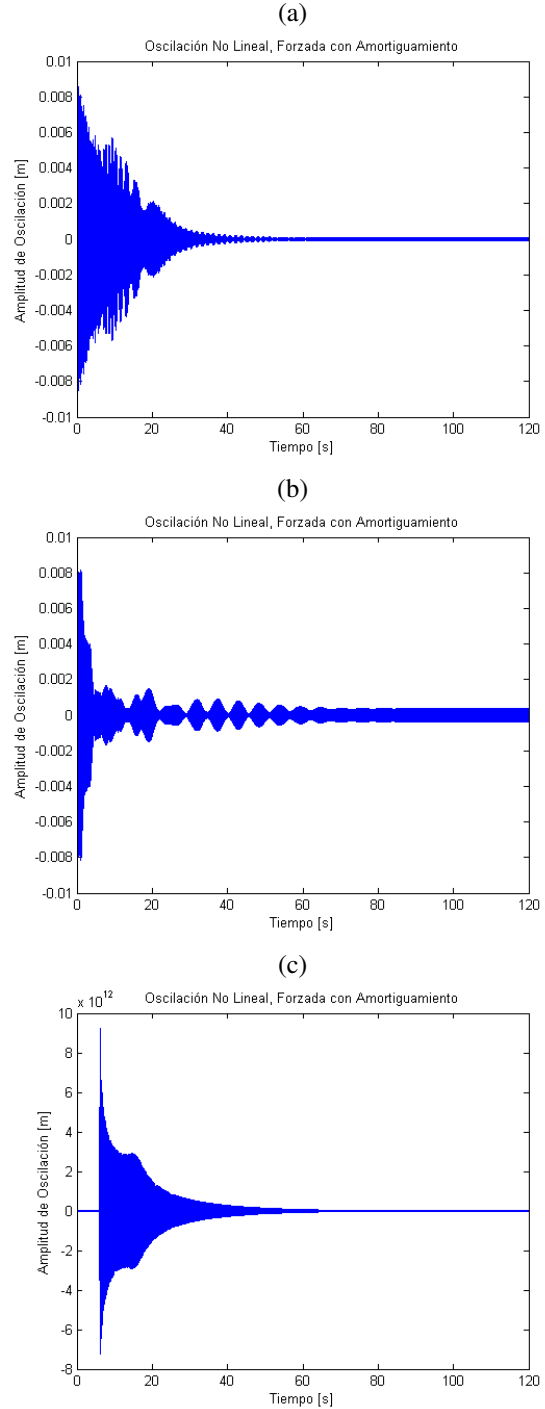 (a)
Oscilación No Lineal, Forzada con Amortiguamiento
0.01
0.008
0.006
0.004
0.002
0
-0.002
-0.004
-0.006
-0.008
-0.01
Amplitud de Oscilación [m]
0 20 40 60 80 100 120
Tiempo [s]
(b)
Oscilación No Lineal, Forzada con Amortiguamiento
0.01
0.008
0.006
0.004
0.002
0
-0.002
-0.004
-0.006
-0.008
-0.01
Amplitud de Oscilación [m]
0 20 40 60 80 100 120
Tiempo [s]
(c)
x 10^12
Oscilación No Lineal, Forzada con Amortiguamiento
10
8
6
4
2
0
-2
-4
-6
-8
Amplitud de Oscilación [m]
0 20 40 60 80 100 120
Tiempo [s]